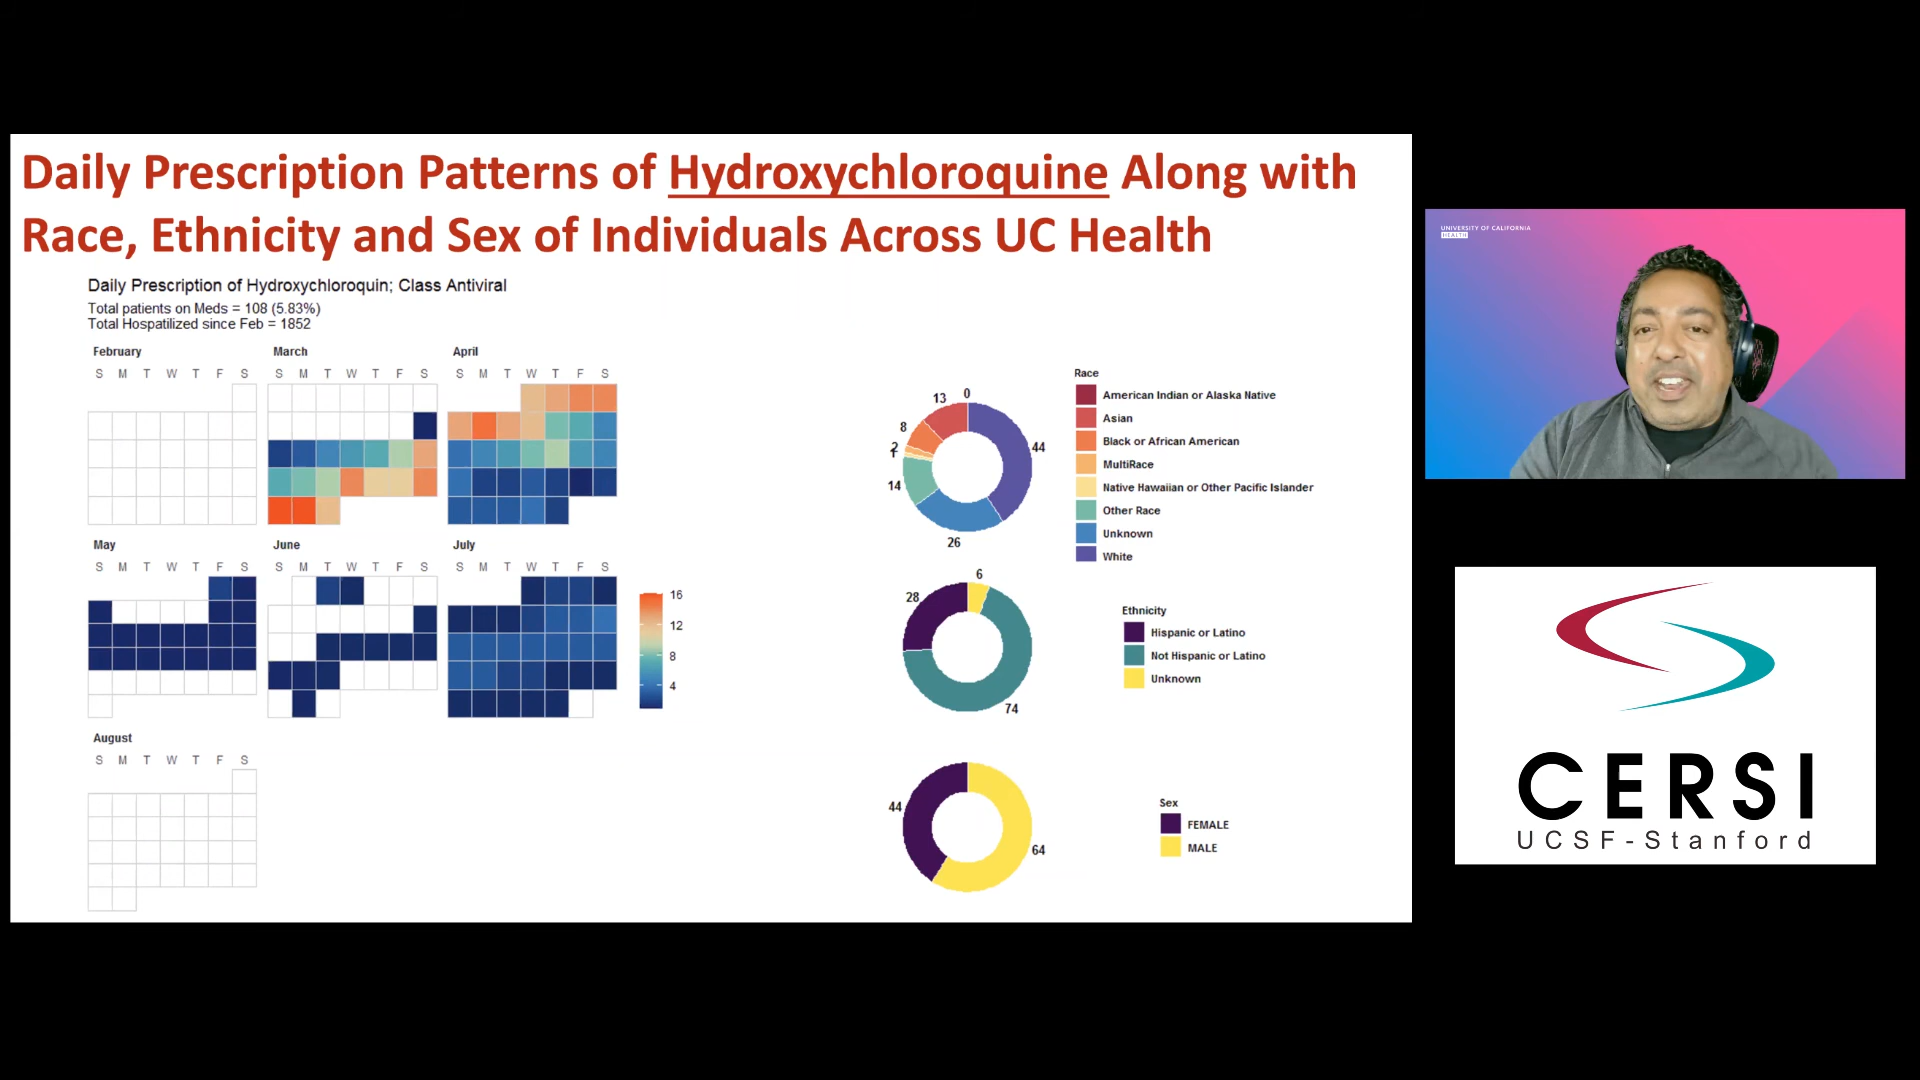 Daily Prescription Patterns of Hydroxychloroquine Along with
Race, Ethnicity and Sex of Individuals Across UC Health
Daily Prescription of Hydroxychloroquin; Class Antiviral
Total patients on Meds = 108 (5.83%)
Total Hospatilized since Feb = 1852
February
S M T W T F S
March
S M T W T F S
April
S M T W T F S
May
S M T W T F S
June
S M T W T F S
July
S M T W T F S
16
12
8
4
August
S M T W T F S
0
13
8
2
1
14
26
44
Race
American Indian or Alaska Native
Asian
Black or African American
MultiRace
Native Hawaiian or Other Pacific Islander
Other Race
Unknown
White
6
28
74
Ethnicity
Hispanic or Latino
Not Hispanic or Latino
Unknown
44
64
Sex
FEMALE
MALE
UNIVERSITY OF CALIFORNIA
HEALTH
CERSI
UCSF-Stanford